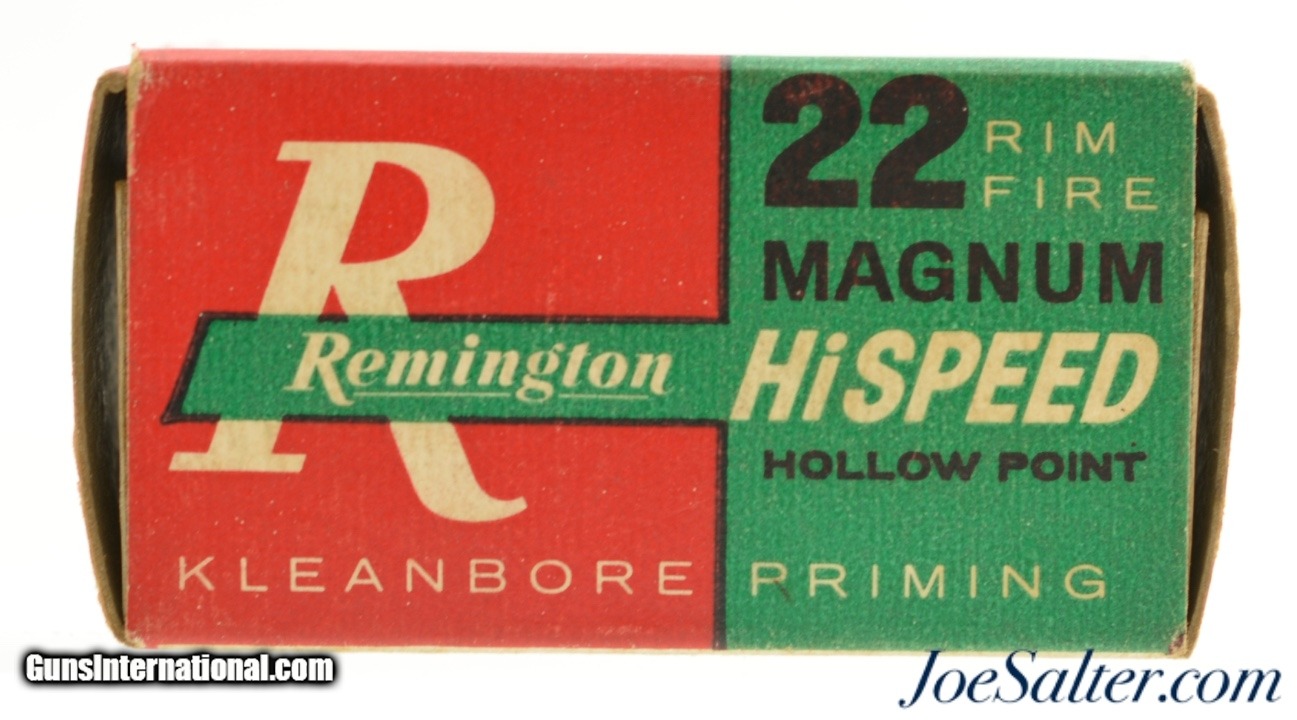 R
Remington
KLEANBORE PRIMING
22 RIM FIRE
MAGNUM
HiSPEED
HOLLOW POINT
GunsInternational.com
JoeSalter.com